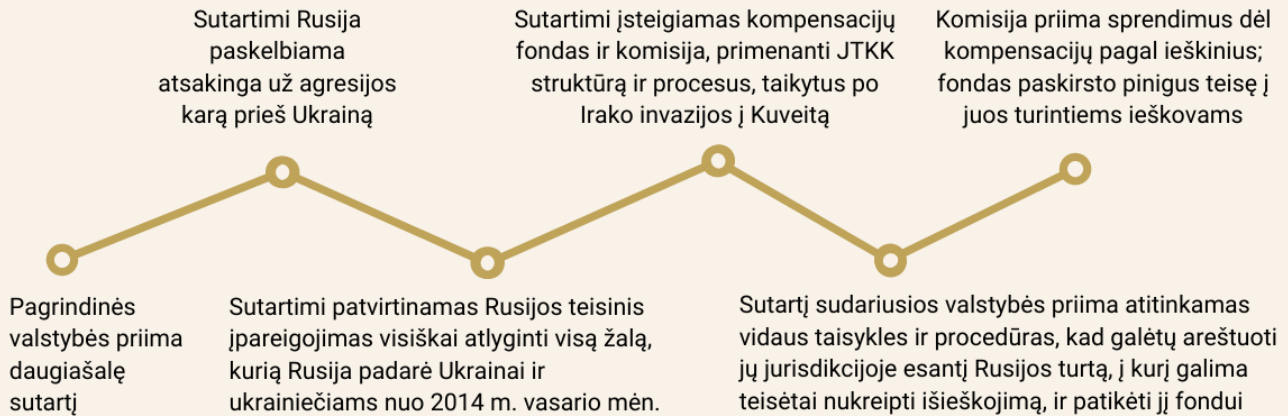 Sutartimi Rusija
paskelbiama
atsakinga už agresijos
karą prieš Ukrainą
Sutartimi įsteigiamas kompensacijų
fondas ir komisija, primenanti JTKK
struktūrą ir procesus, taikytus po
Irako invazijos į Kuveitą
Komisija priima sprendimus dėl
kompensacijų pagal ieškinius;
fondas paskirsto pinigus teisę į
juos turintiems ieškovams
Pagrindinės
valstybės priima
daugiašalę
sutartį
Sutartimi patvirtinamas Rusijos teisinis
įpareigojimas visiškai atlyginti visą žalą,
kurią Rusija padarė Ukrainai ir
ukrainiečiams nuo 2014 m. vasario mėn.
Sutartį sudariusios valstybės priima atitinkamas
vidaus taisykles ir procedūras, kad galėtų areštuoti
jų jurisdikcijoje esantį Rusijos turtą, į kurį galima
teisėtai nukreipti išieškojimą, ir patikėti jį fondui